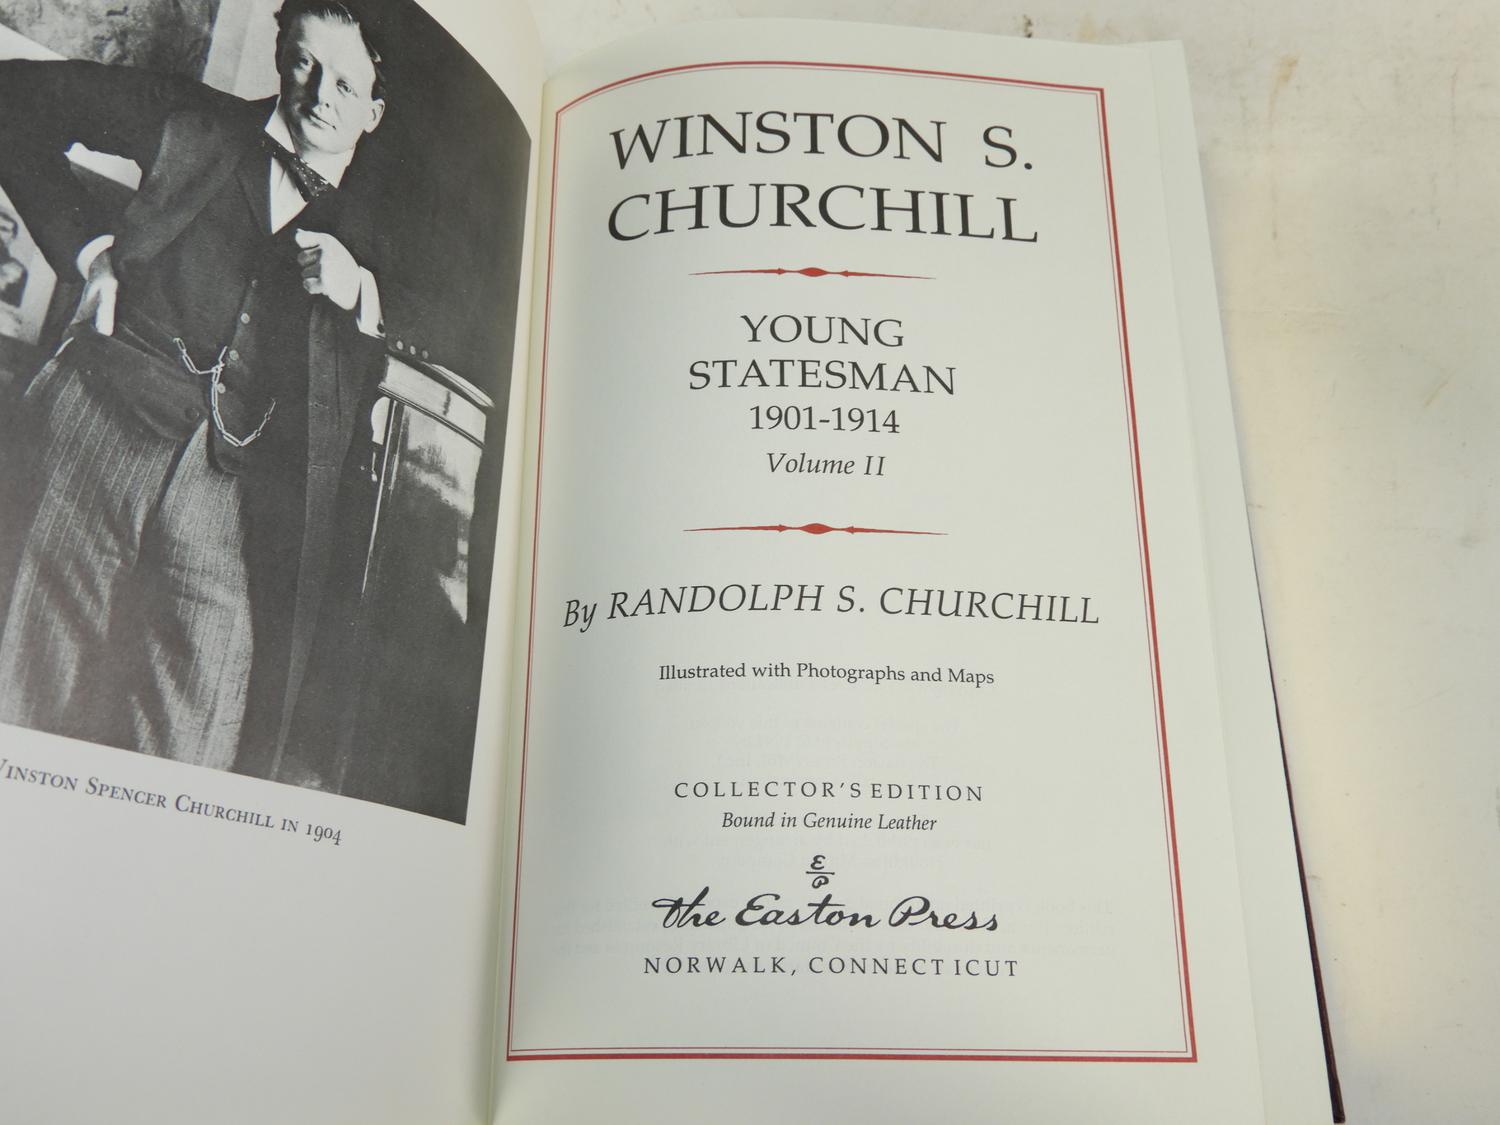 WINSTON SPENCER CHURCHILL IN 1904
WINSTON S.
CHURCHILL
YOUNG
STATESMAN
1901-1914
Volume II
By RANDOLPH S. CHURCHILL
Illustrated with Photographs and Maps
COLLECTOR'S EDITION
Bound in Genuine Leather
E
P
The Easton Press
NORWALK, CONNECTICUT